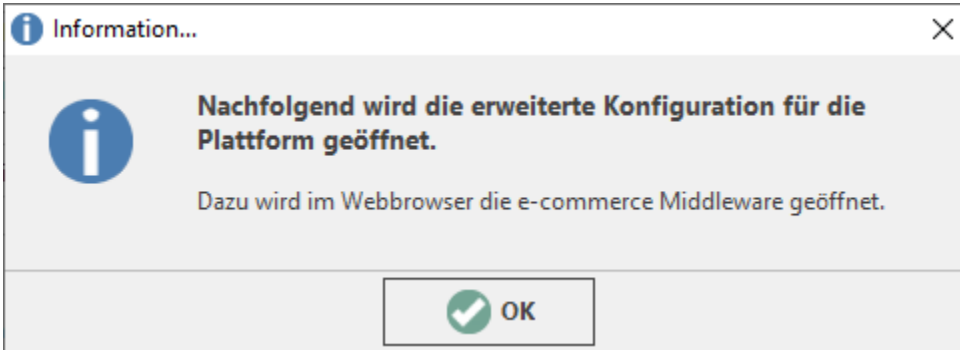 Information...
Nachfolgend wird die erweiterte Konfiguration für die
Plattform geöffnet.
Dazu wird im Webbrowser die e-commerce Middleware geöffnet.
OK